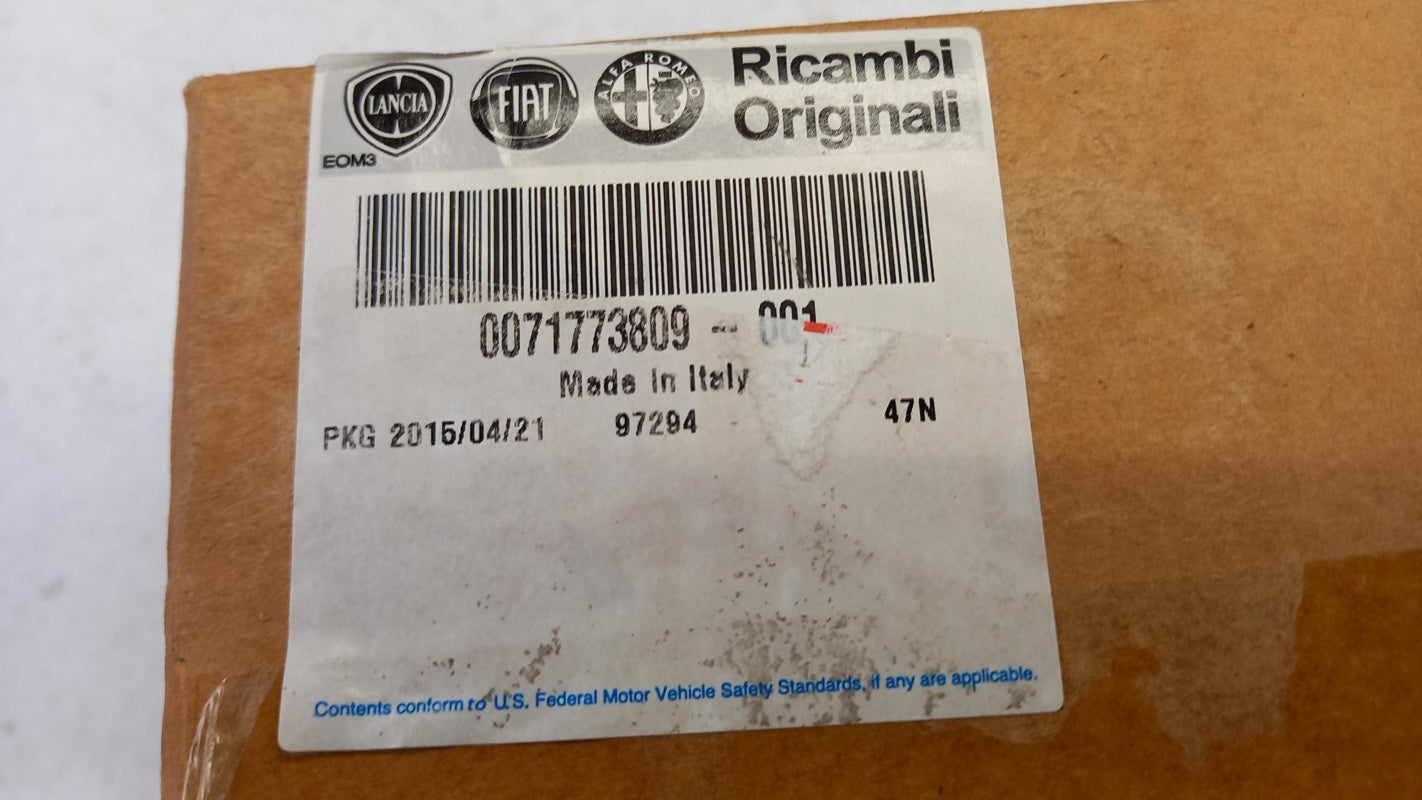 LANCIA FIAT ALFA ROMEO Ricambi
Originali
EOM3
0071773809 - 001
Made in Italy
PKG 2015/04/21 97294 - 47N
Contents conform to U.S. Federal Motor Vehicle Safety Standards, if any are applicable.